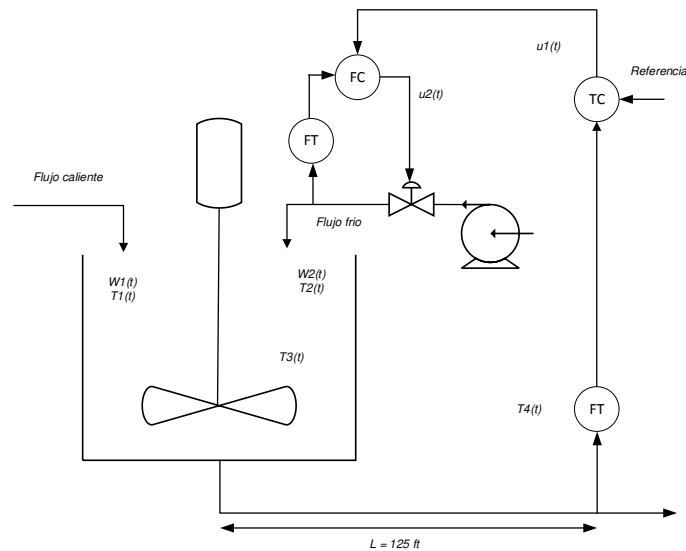 u1(t)
FC
Referencia
u2(t)
TC
FT
Flujo caliente
Flujo frio
W1(t)
T1(t)
W2(t)
T2(t)
T3(t)
T4(t)
FT
L = 125 ft